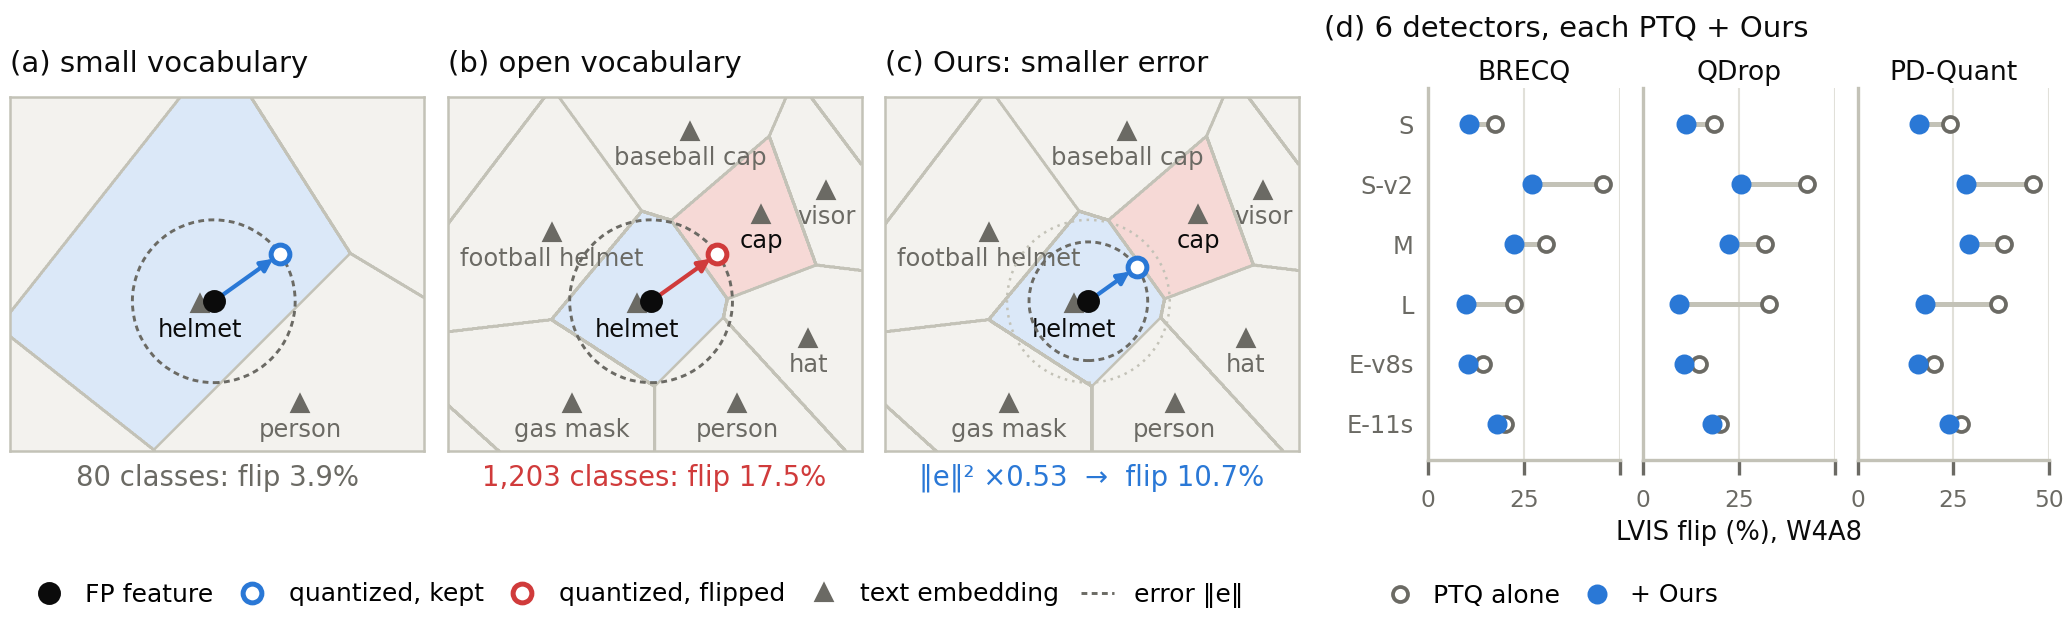 (a) small vocabulary
helmet
person
80 classes: flip 3.9%
(b) open vocabulary
baseball cap
visor
cap
football helmet
helmet
hat
gas mask
person
1,203 classes: flip 17.5%
(c) Ours: smaller error
baseball cap
visor
cap
football helmet
helmet
hat
gas mask
person
‖e‖² ×0.53 → flip 10.7%
(d) 6 detectors, each PTQ + Ours
BRECQ QDrop PD-Quant
S
S-v2
M
L
E-v8s
E-11s
0 25 0 25 0 25 50
LVIS flip (%), W4A8
FP feature quantized, kept quantized, flipped text embedding error ‖e‖
PTQ alone + Ours